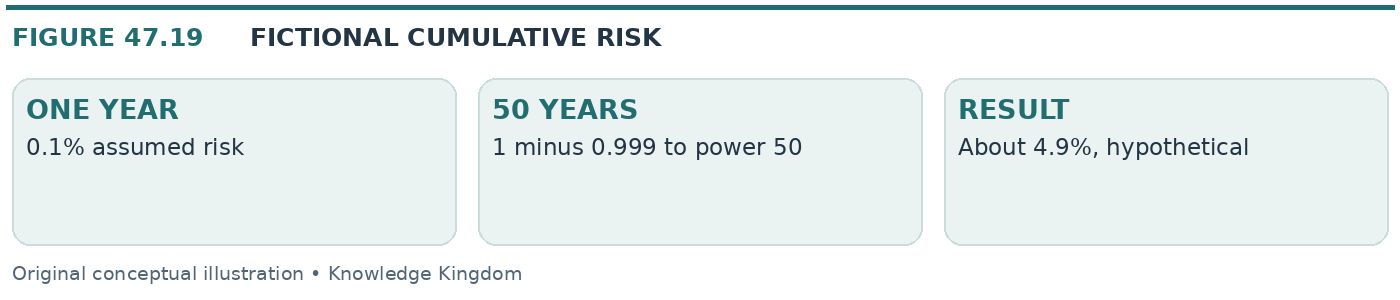 FIGURE 47.19 FICTIONAL CUMULATIVE RISK
ONE YEAR
0.1% assumed risk
50 YEARS
1 minus 0.999 to power 50
RESULT
About 4.9%, hypothetical
Original conceptual illustration • Knowledge Kingdom